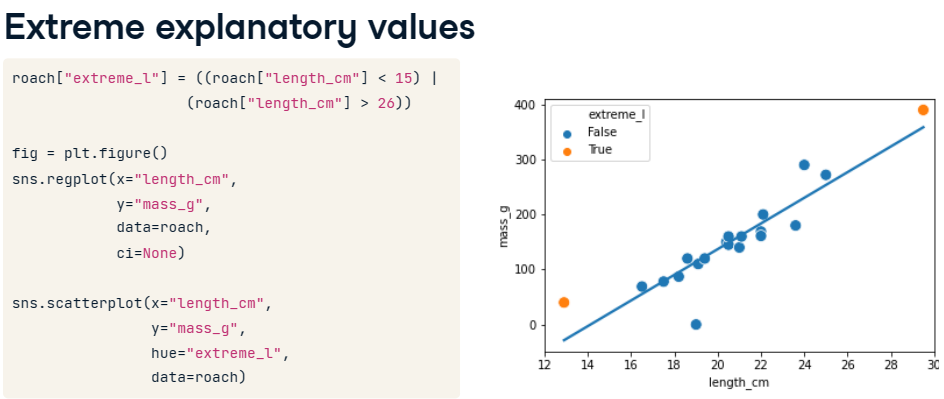 Extreme explanatory values
roach["extreme_l"] = ((roach["length_cm"] < 15) |
(roach["length_cm"] > 26))
fig = plt.figure()
sns.regplot(x="length_cm",
y="mass_g",
data=roach,
ci=None)
sns.scatterplot(x="length_cm",
y="mass_g",
hue="extreme_l",
data=roach)
extreme_l
False
True
400
300
200
100
0
mass_g
12 14 16 18 20 22 24 26 28 30
length_cm